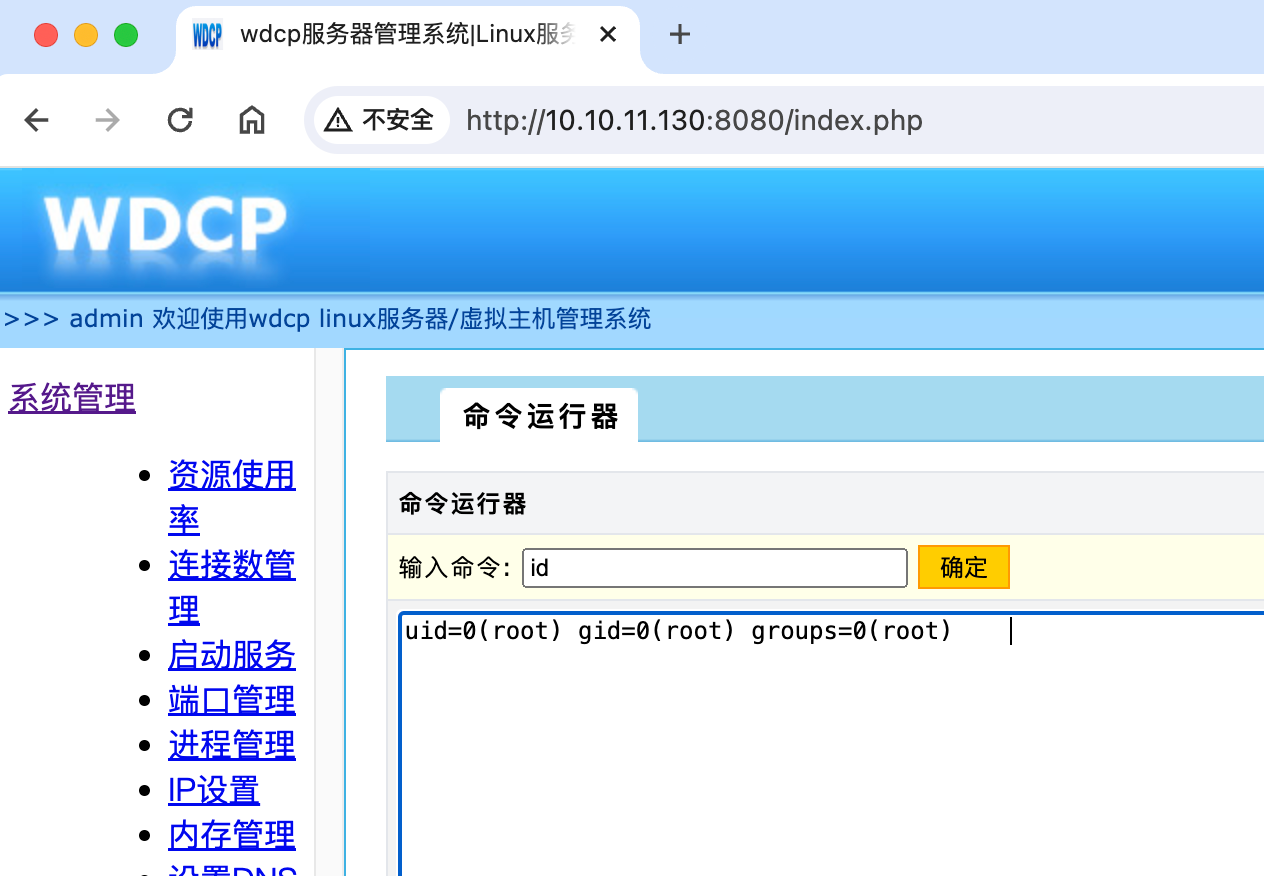 WDCP wdcp服务器管理系统|Linux服务
不安全 http://10.10.11.130:8080/index.php
WDCP
>>> admin 欢迎使用wdcp linux服务器/虚拟主机管理系统
系统管理
资源使用
率
连接数管
理
启动服务
端口管理
进程管理
IP设置
内存管理
设置DNS
命令运行器
命令运行器
输入命令: id 确定
uid=0(root) gid=0(root) groups=0(root)